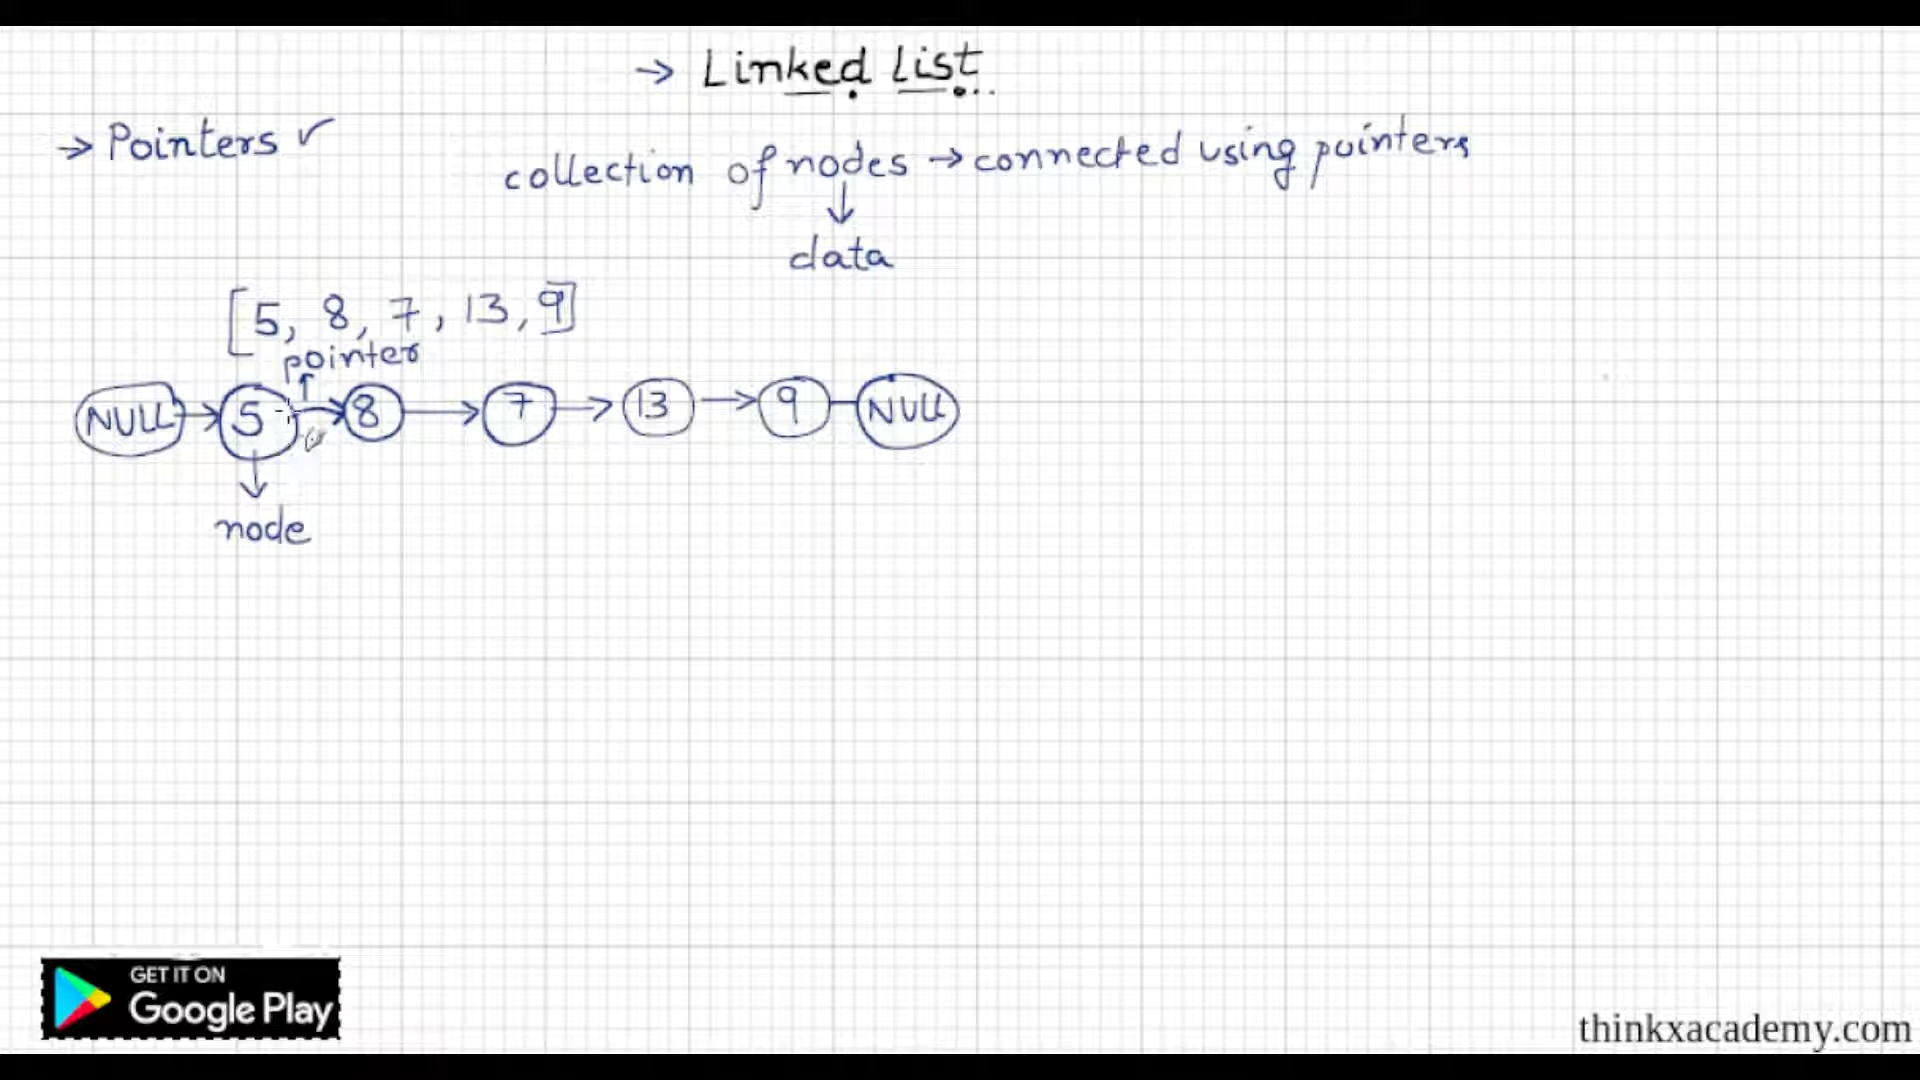 → Linked List
→ Pointers ✓
collection of nodes → connected using pointers
↓
data
[5, 8, 7, 13, 9]
pointer
NULL → 5 → 8 → 7 → 13 → 9 - NULL
↓
node
GET IT ON
Google Play
thinkxacademy.com